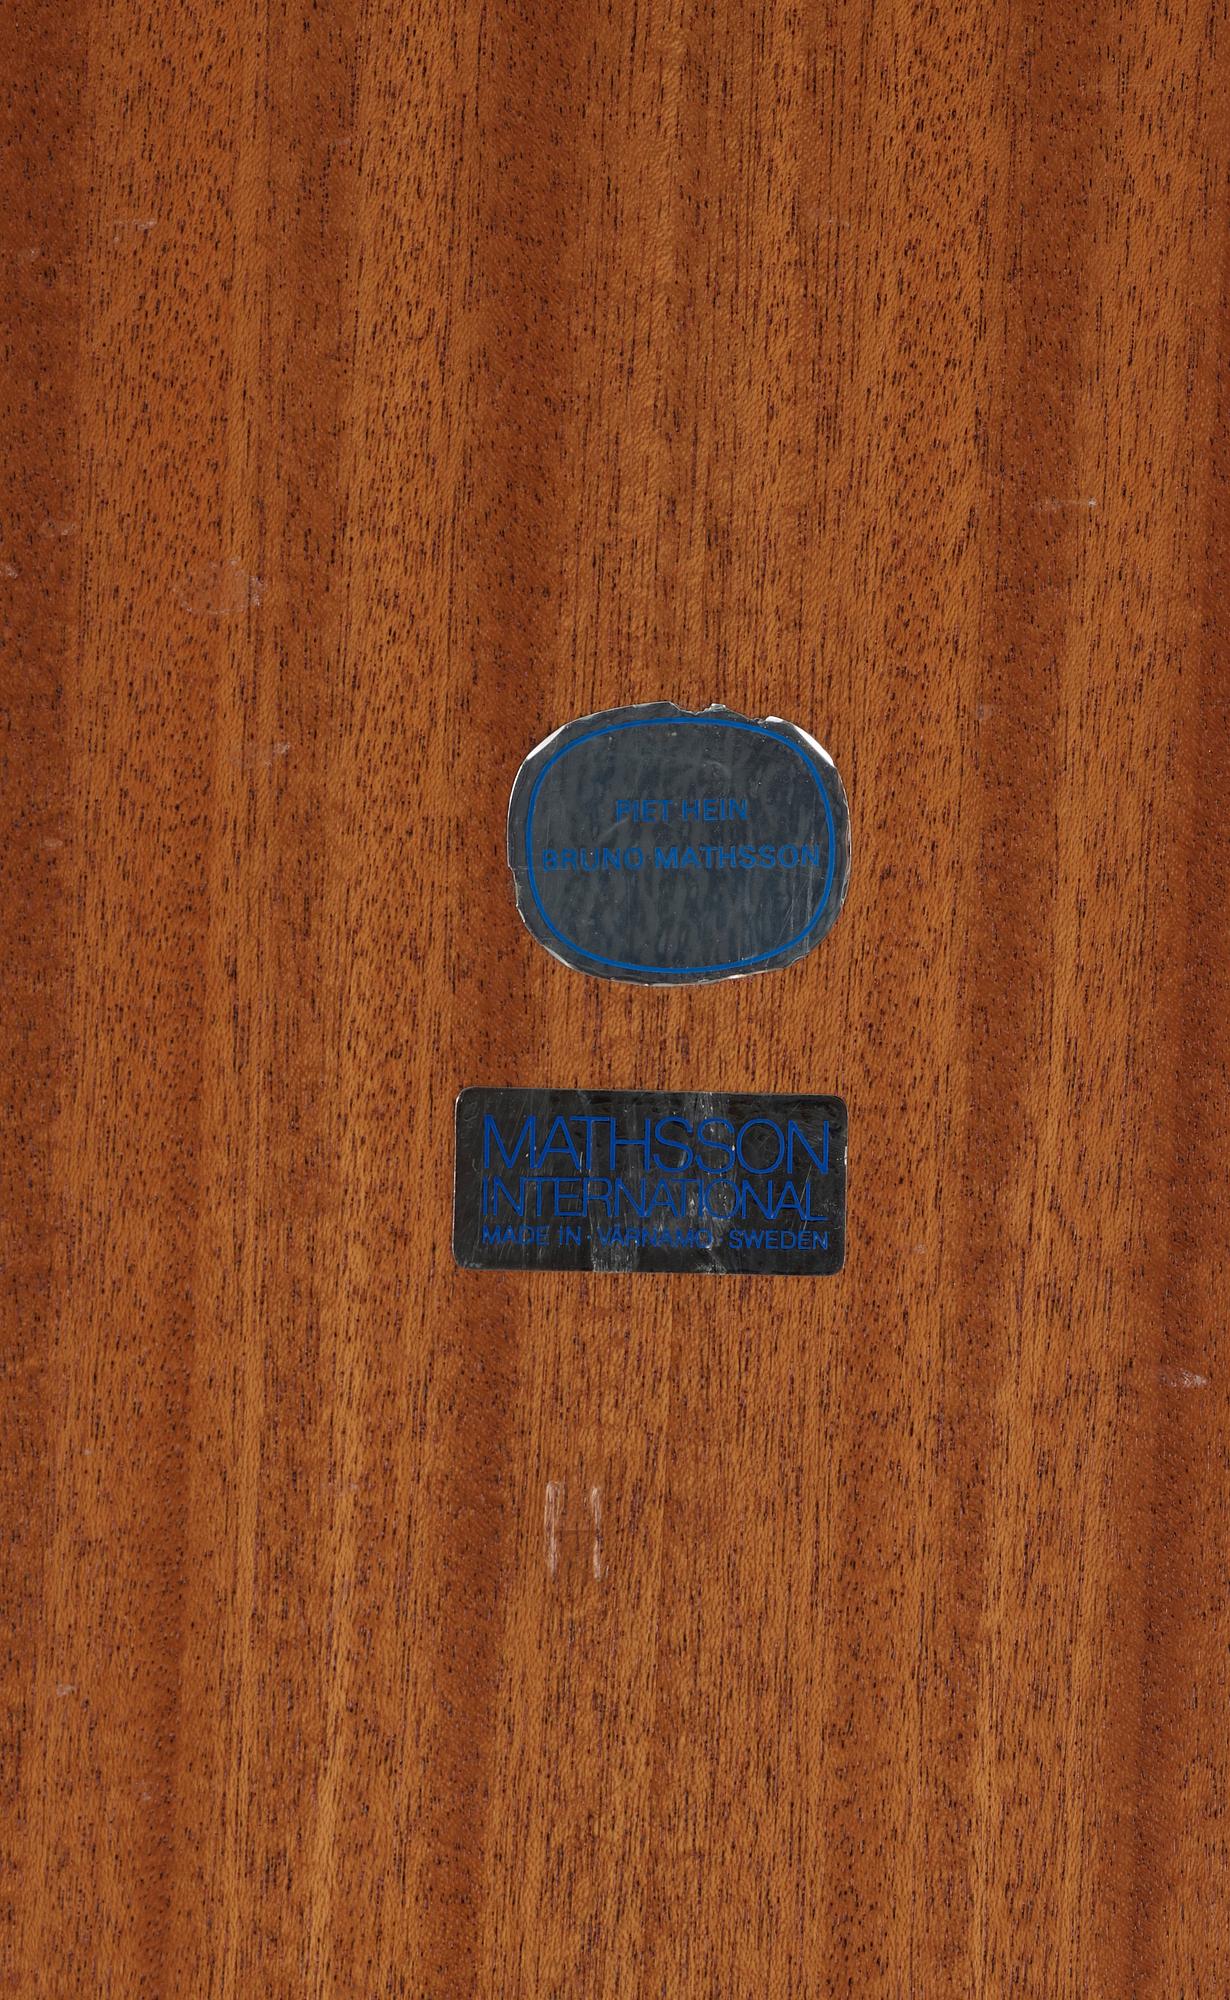 PIET HEIN
BRUNO MATHSSON
MATHSSON
INTERNATIONAL
MADE IN · VÄRNAMO · SWEDEN